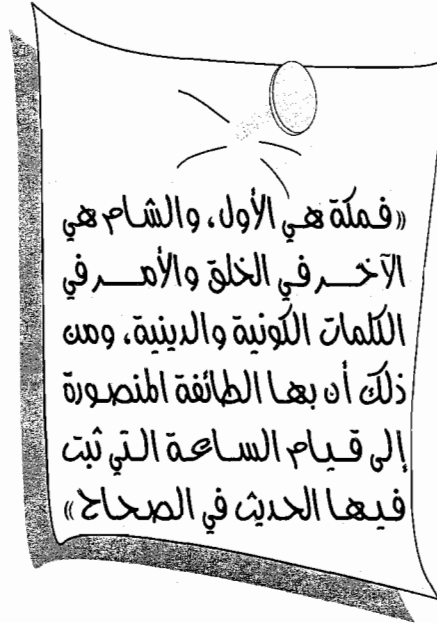 «فمكة هي الأول، والشام هي
الآخر في الخلق والأمر في
الكلمات الكونية والدينية، ومن
ذلك أن بها الطائفة المنصورة
إلى قيام الساعة التي ثبت
فيها الحديث في الصحاح»